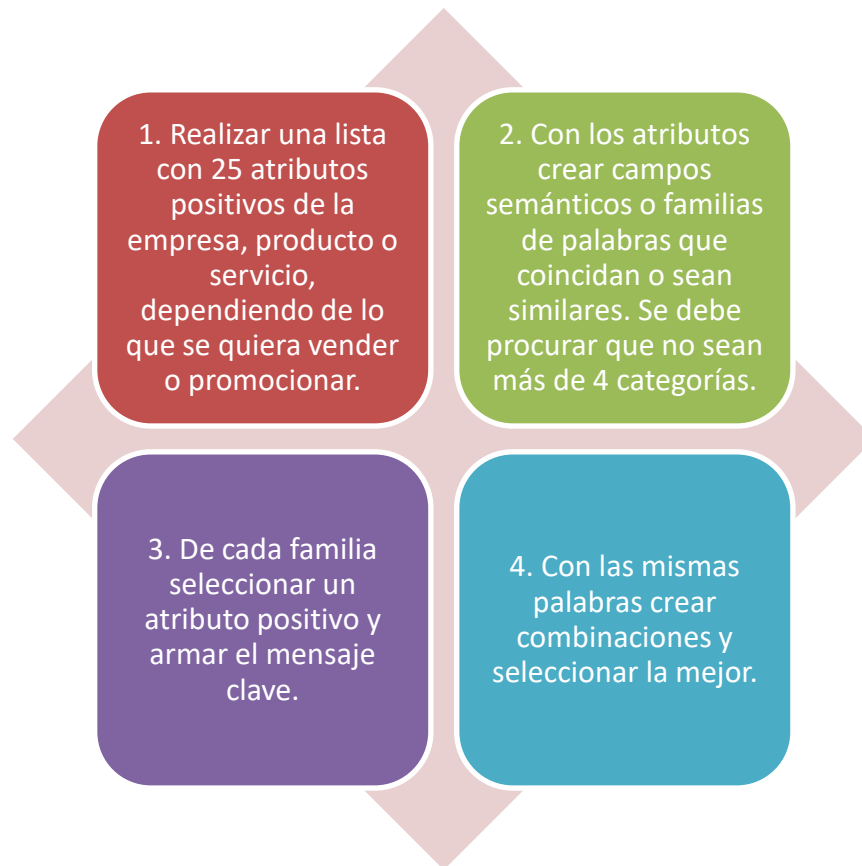 1. Realizar una lista
con 25 atributos
positivos de la
empresa, producto o
servicio,
dependiendo de lo
que se quiera vender
o promocionar.
2. Con los atributos
crear campos
semánticos o familias
de palabras que
coincidan o sean
similares. Se debe
procurar que no sean
más de 4 categorías.
3. De cada familia
seleccionar un
atributo positivo y
armar el mensaje
clave.
4. Con las mismas
palabras crear
combinaciones y
seleccionar la mejor.